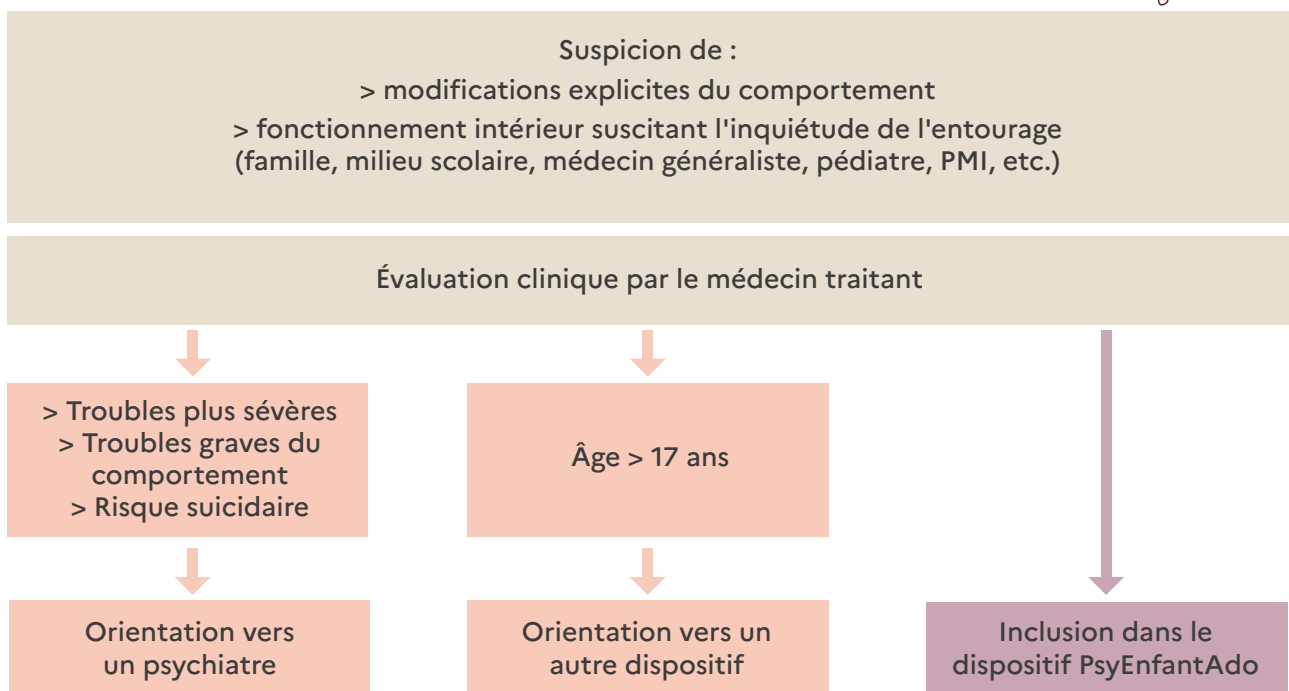 Suspicion de :
> modifications explicites du comportement
> fonctionnement intérieur suscitant l'inquiétude de l'entourage
(famille, milieu scolaire, médecin généraliste, pédiatre, PMI, etc.)
Évaluation clinique par le médecin traitant
> Troubles plus sévères
> Troubles graves du
comportement
> Risque suicidaire
Âge > 17 ans
Orientation vers
un psychiatre
Orientation vers un
autre dispositif
Inclusion dans le
dispositif PsyEnfantAdo